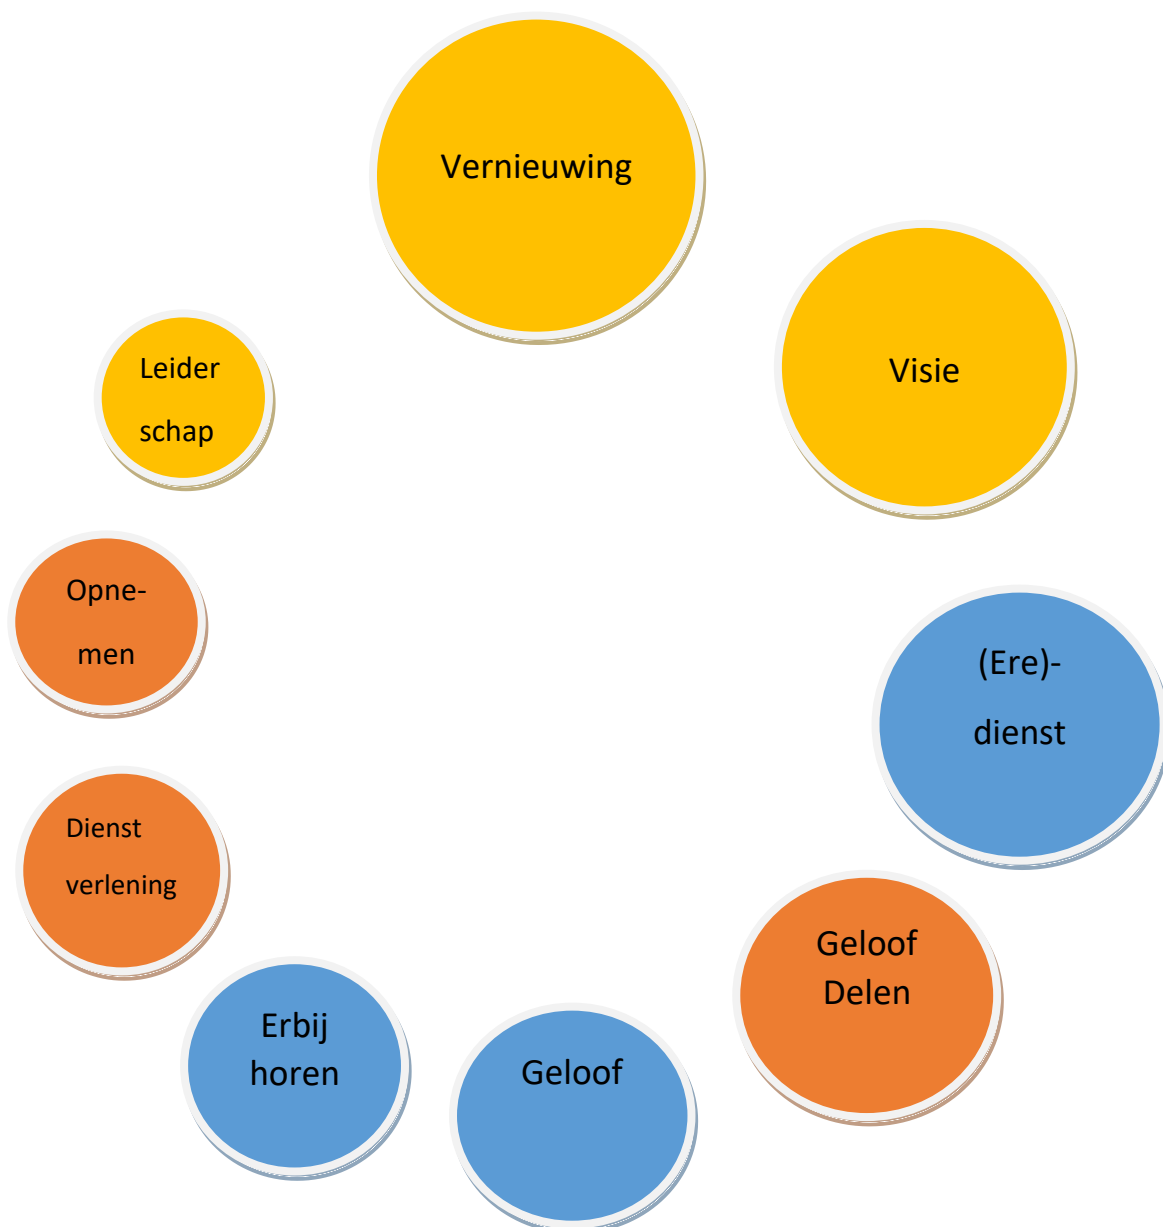 Vernieuwing
Visie
Leider
schap
Opne-
men
(Ere)-
dienst
Dienst
verlening
Geloof
Delen
Erbij
horen
Geloof